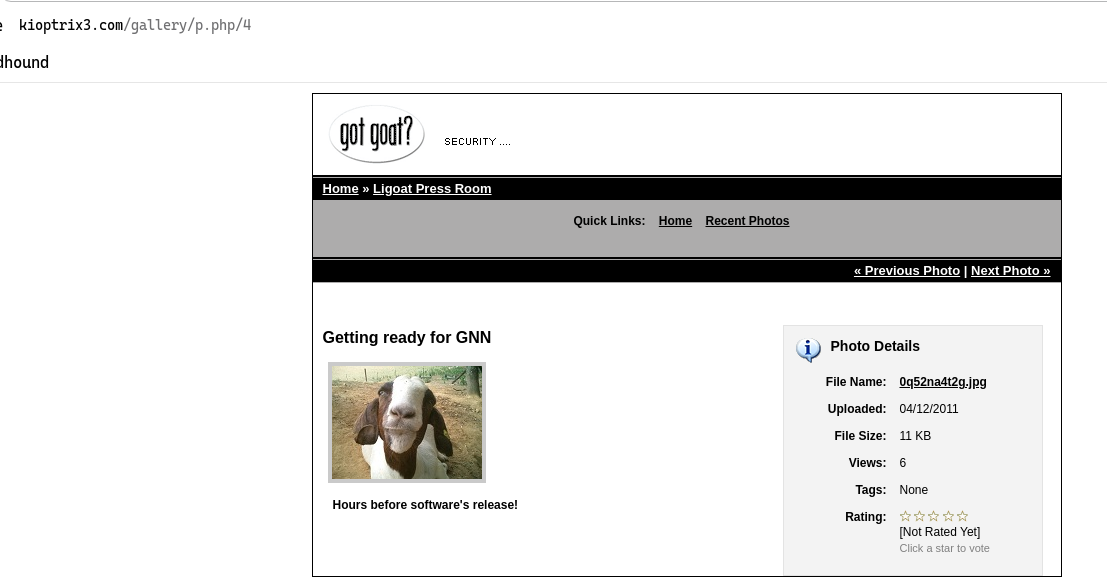 e kioptrix3.com/gallery/p.php/4
dhound
got goat?
SECURITY ....
Home » Ligoat Press Room
Quick Links: Home Recent Photos
« Previous Photo | Next Photo »
Getting ready for GNN
Photo Details
File Name: 0q52na4t2g.jpg
Uploaded: 04/12/2011
File Size: 11 KB
Views: 6
Tags: None
Rating:
[Not Rated Yet]
Click a star to vote
Hours before software's release!